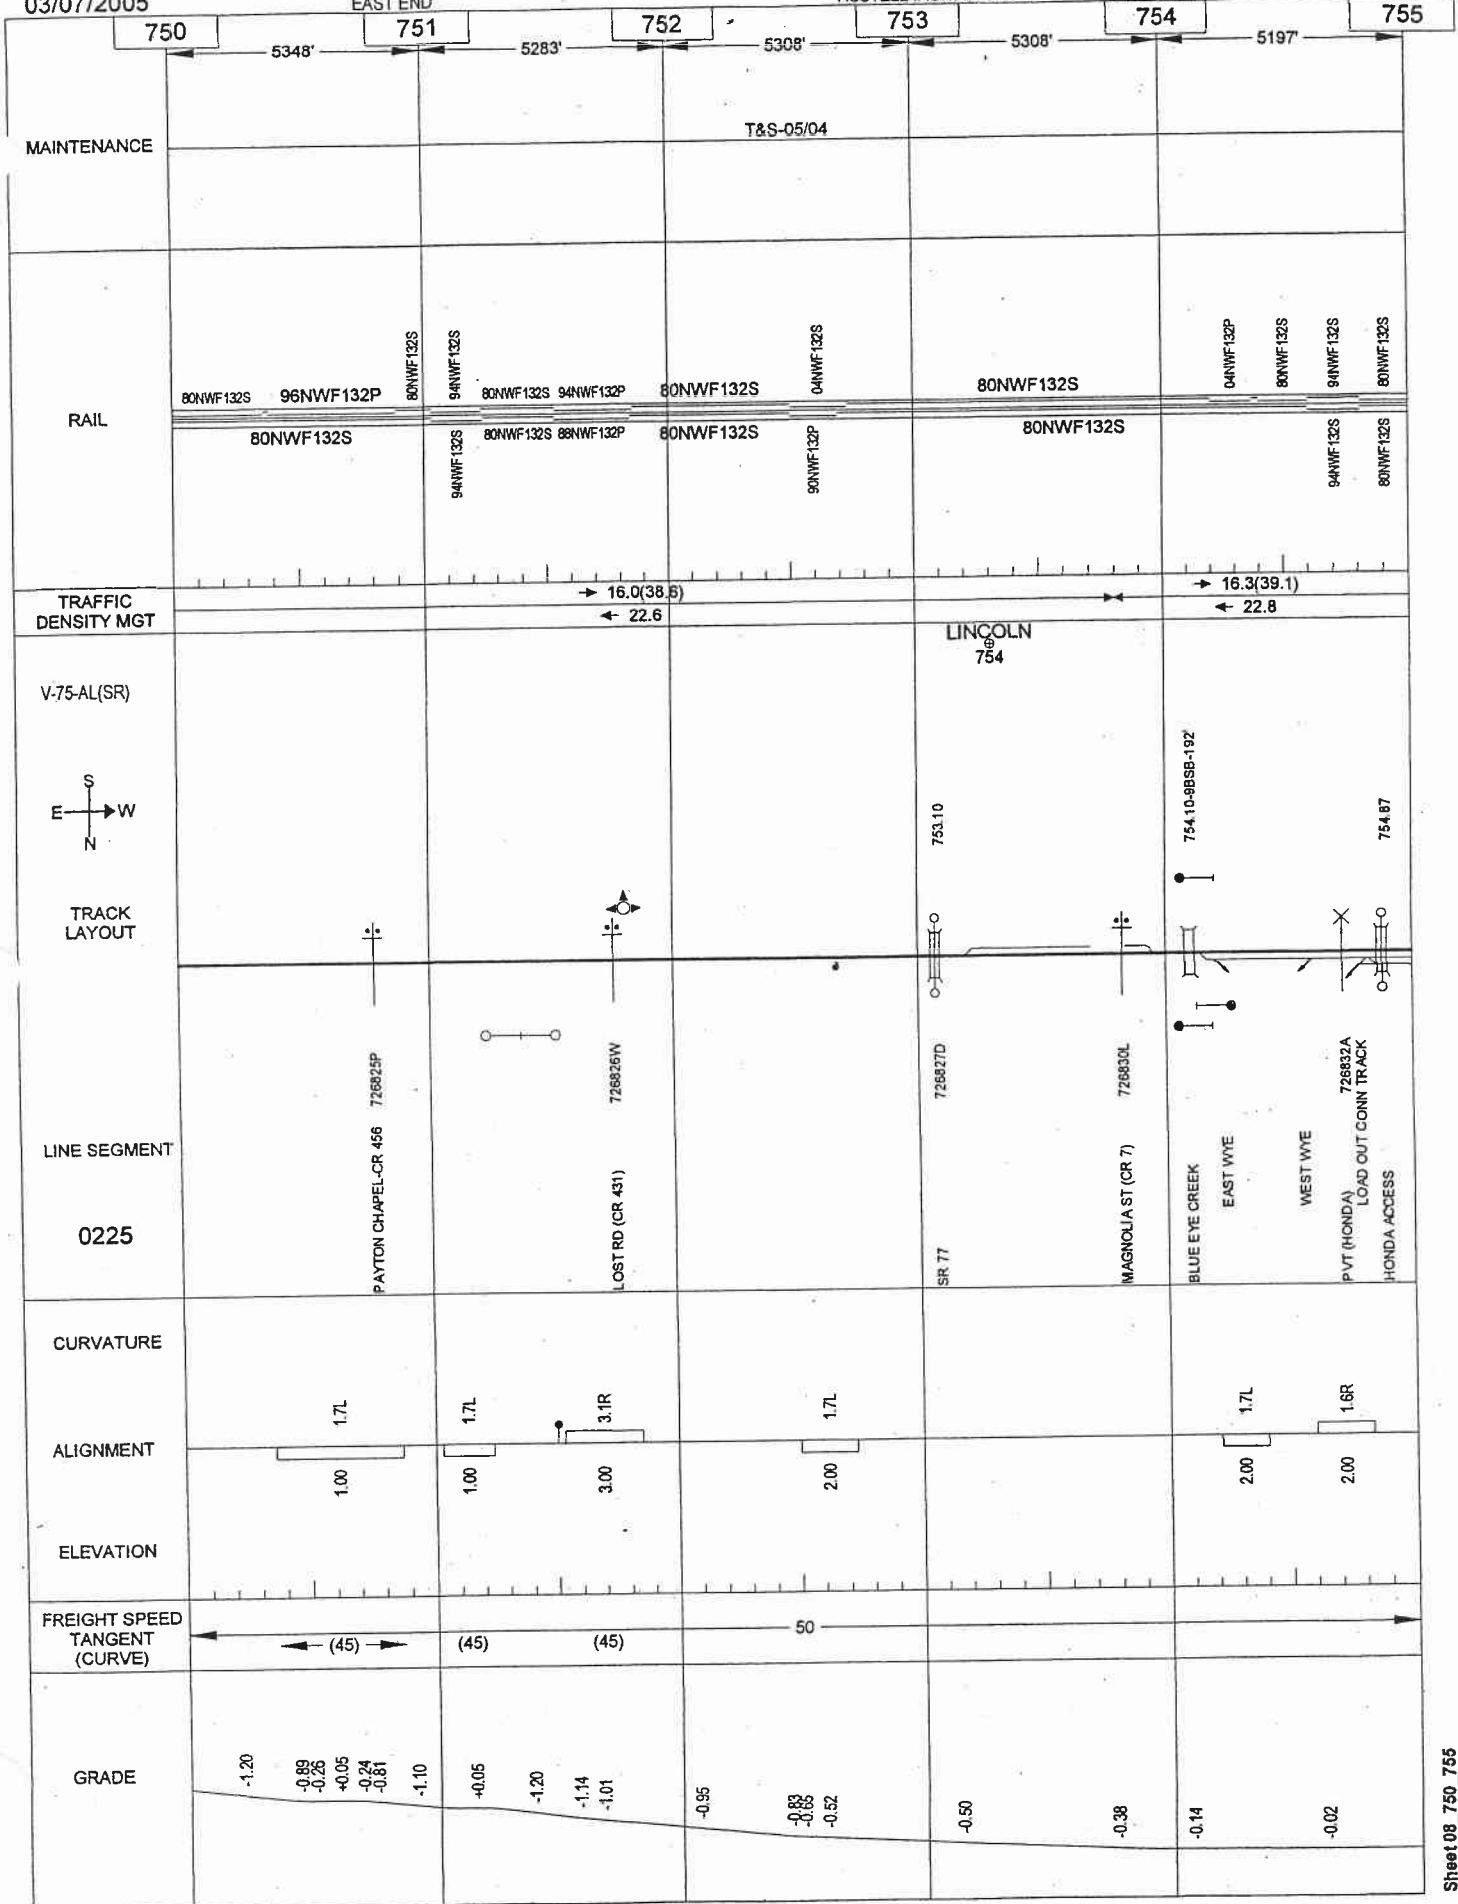 03/07/2005
EAST END
750 751 752 753 754 755
5348' 5283' 5308' 5308' 5197'
MAINTENANCE
T&S-05/04
RAIL
80NWF132S 96NWF132P 80NWF132S 94NWF132S 80NWF132S 94NWF132P 80NWF132S 04NWF132S 80NWF132S 04NWF132P 80NWF132S 94NWF132S 80NWF132S
80NWF132S 94NWF132S 80NWF132S 88NWF132P 80NWF132S 90NWF132P 80NWF132S 94NWF132S 80NWF132S
TRAFFIC
DENSITY MGT
16.0(38.6) 16.3(39.1)
22.6 22.8
LINCOLN
754
V-75-AL(SR)
S
E W
N
753.10
754.10-9BSB-192'
754.87
TRACK
LAYOUT
LINE SEGMENT
0225
PAYTON CHAPEL-CR 456 726825P
LOST RD (CR 431) 726826W
SR 77 726827D
MAGNOLIA ST (CR 7) 726830L
BLUE EYE CREEK
EAST WYE
WEST WYE
PVT (HONDA) 726832A
LOAD OUT CONN TRACK
HONDA ACCESS
CURVATURE
1.7L 1.7L 3.1R 1.7L 1.7L 1.6R
ALIGNMENT
1.00 1.00 3.00 2.00 2.00 2.00
ELEVATION
FREIGHT SPEED
TANGENT
(CURVE)
50
(45) (45) (45)
GRADE
-1.20 -0.89 -0.26 +0.05 -0.24 -0.81 -1.10 +0.05 -1.20 -1.14 -1.01 -0.95 -0.83 -0.65 -0.52 -0.50 -0.38 -0.14 -0.02
Sheet 08 750 755